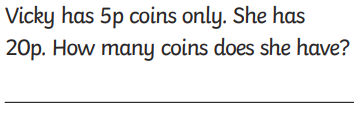 Vicky has 5p coins only. She has
20p. How many coins does she have?